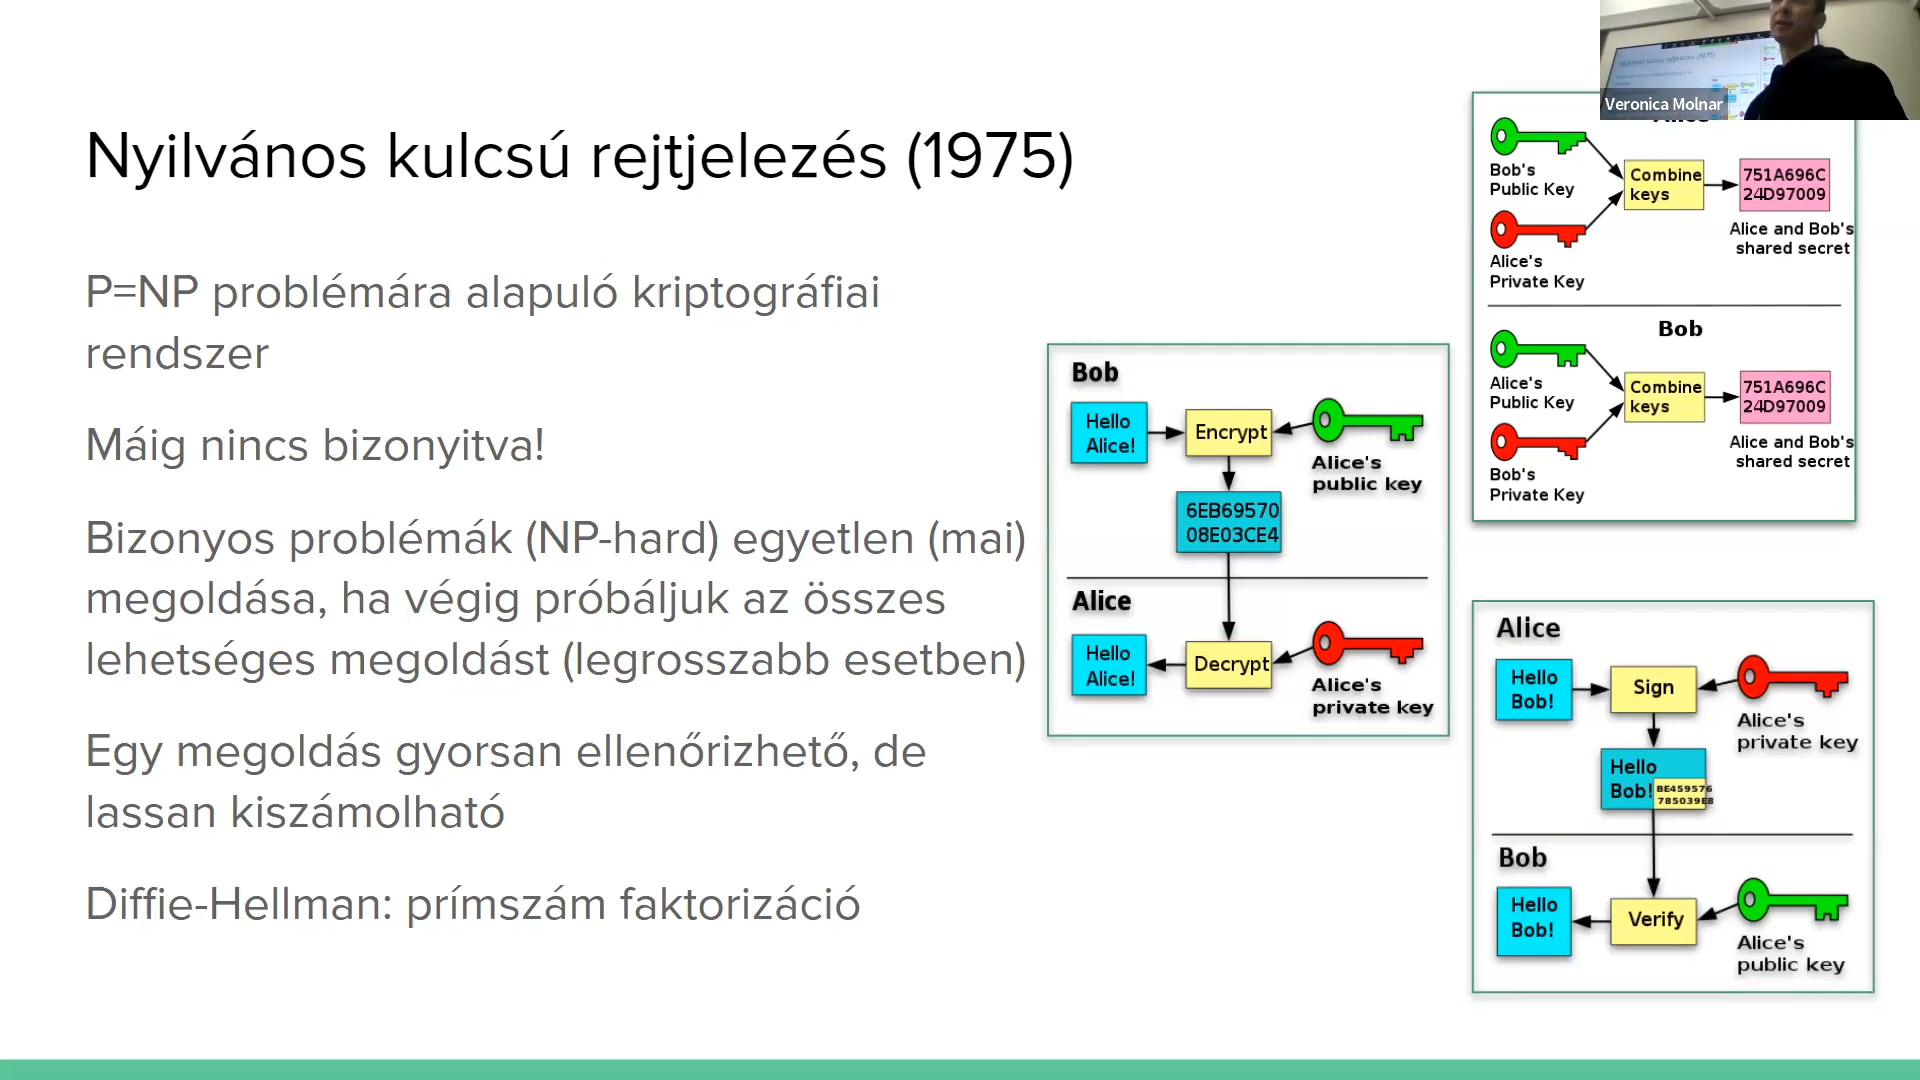 Veronica Molnar
Nyilvános kulcsú rejtjelezés (1975)
P=NP problémára alapuló kriptográfiai
rendszer
Máig nincs bizonyitva!
Bizonyos problémák (NP-hard) egyetlen (mai)
megoldása, ha végig próbáljuk az összes
lehetséges megoldást (legrosszabb esetben)
Egy megoldás gyorsan ellenőrizhető, de
lassan kiszámolható
Diffie-Hellman: prímszám faktorizáció
Bob
Hello
Alice!
Encrypt
Alice's
public key
6EB69570
08E03CE4
Alice
Hello
Alice!
Decrypt
Alice's
private key
Bob's
Public Key
Combine
keys
751A696C
24D97009
Alice and Bob's
shared secret
Alice's
Private Key
Bob
Alice's
Public Key
Combine
keys
751A696C
24D97009
Alice and Bob's
shared secret
Bob's
Private Key
Alice
Hello
Bob!
Sign
Alice's
private key
Hello
Bob!
BE459576
785039E8
Bob
Hello
Bob!
Verify
Alice's
public key